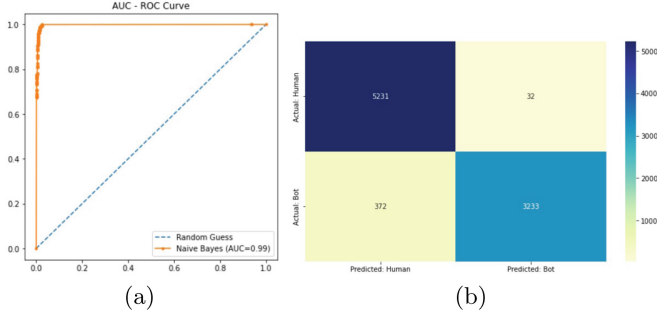 AUC - ROC Curve
1.0
0.8
0.6
0.4
0.2
0.0
0.0 0.2 0.4 0.6 0.8 1.0
Random Guess
Naive Bayes (AUC=0.99)
(a)
Actual: Human
Actual: Bot
5231 32
372 3233
Predicted: Human Predicted: Bot
5000
4000
3000
2000
1000
(b)